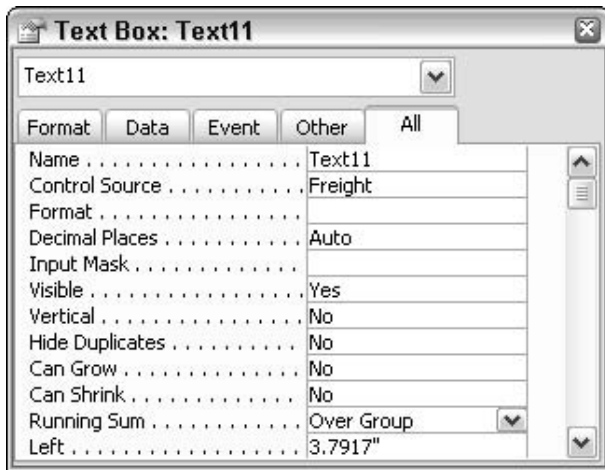 Text Box: Text11
Text11
Format Data Event Other All
Name . . . . . . . . . . . . . . . . . Text11
Control Source . . . . . . . . . . . Freight
Format . . . . . . . . . . . . . . . .
Decimal Places . . . . . . . . . . . . Auto
Input Mask . . . . . . . . . . . . .
Visible . . . . . . . . . . . . . . . . . Yes
Vertical . . . . . . . . . . . . . . . . No
Hide Duplicates . . . . . . . . . . No
Can Grow . . . . . . . . . . . . . . No
Can Shrink . . . . . . . . . . . . . . No
Running Sum . . . . . . . . . . . . Over Group
Left . . . . . . . . . . . . . . . . . . . 3.7917"